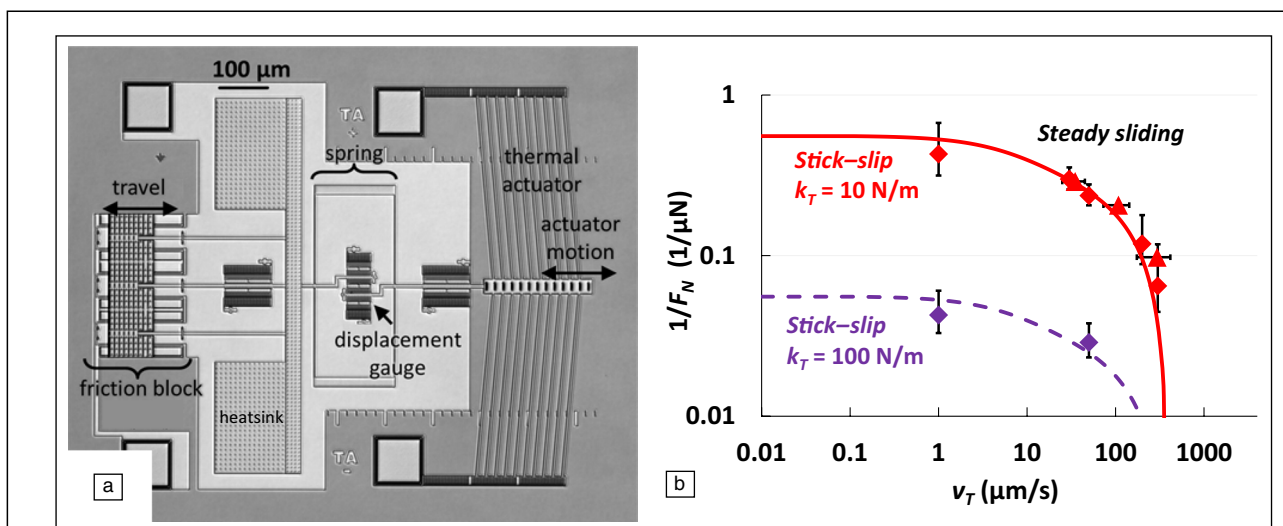 100 µm
TA
+
spring
thermal
actuator
travel
actuator
motion
displacement
gauge
friction block
heatsink
TA
-
a
1
0.1
0.01
1/F_N (1/µN)
Steady sliding
Stick–slip
k_T = 10 N/m
Stick–slip
k_T = 100 N/m
0.01 0.1 1 10 100 1000
v_T (µm/s)
b